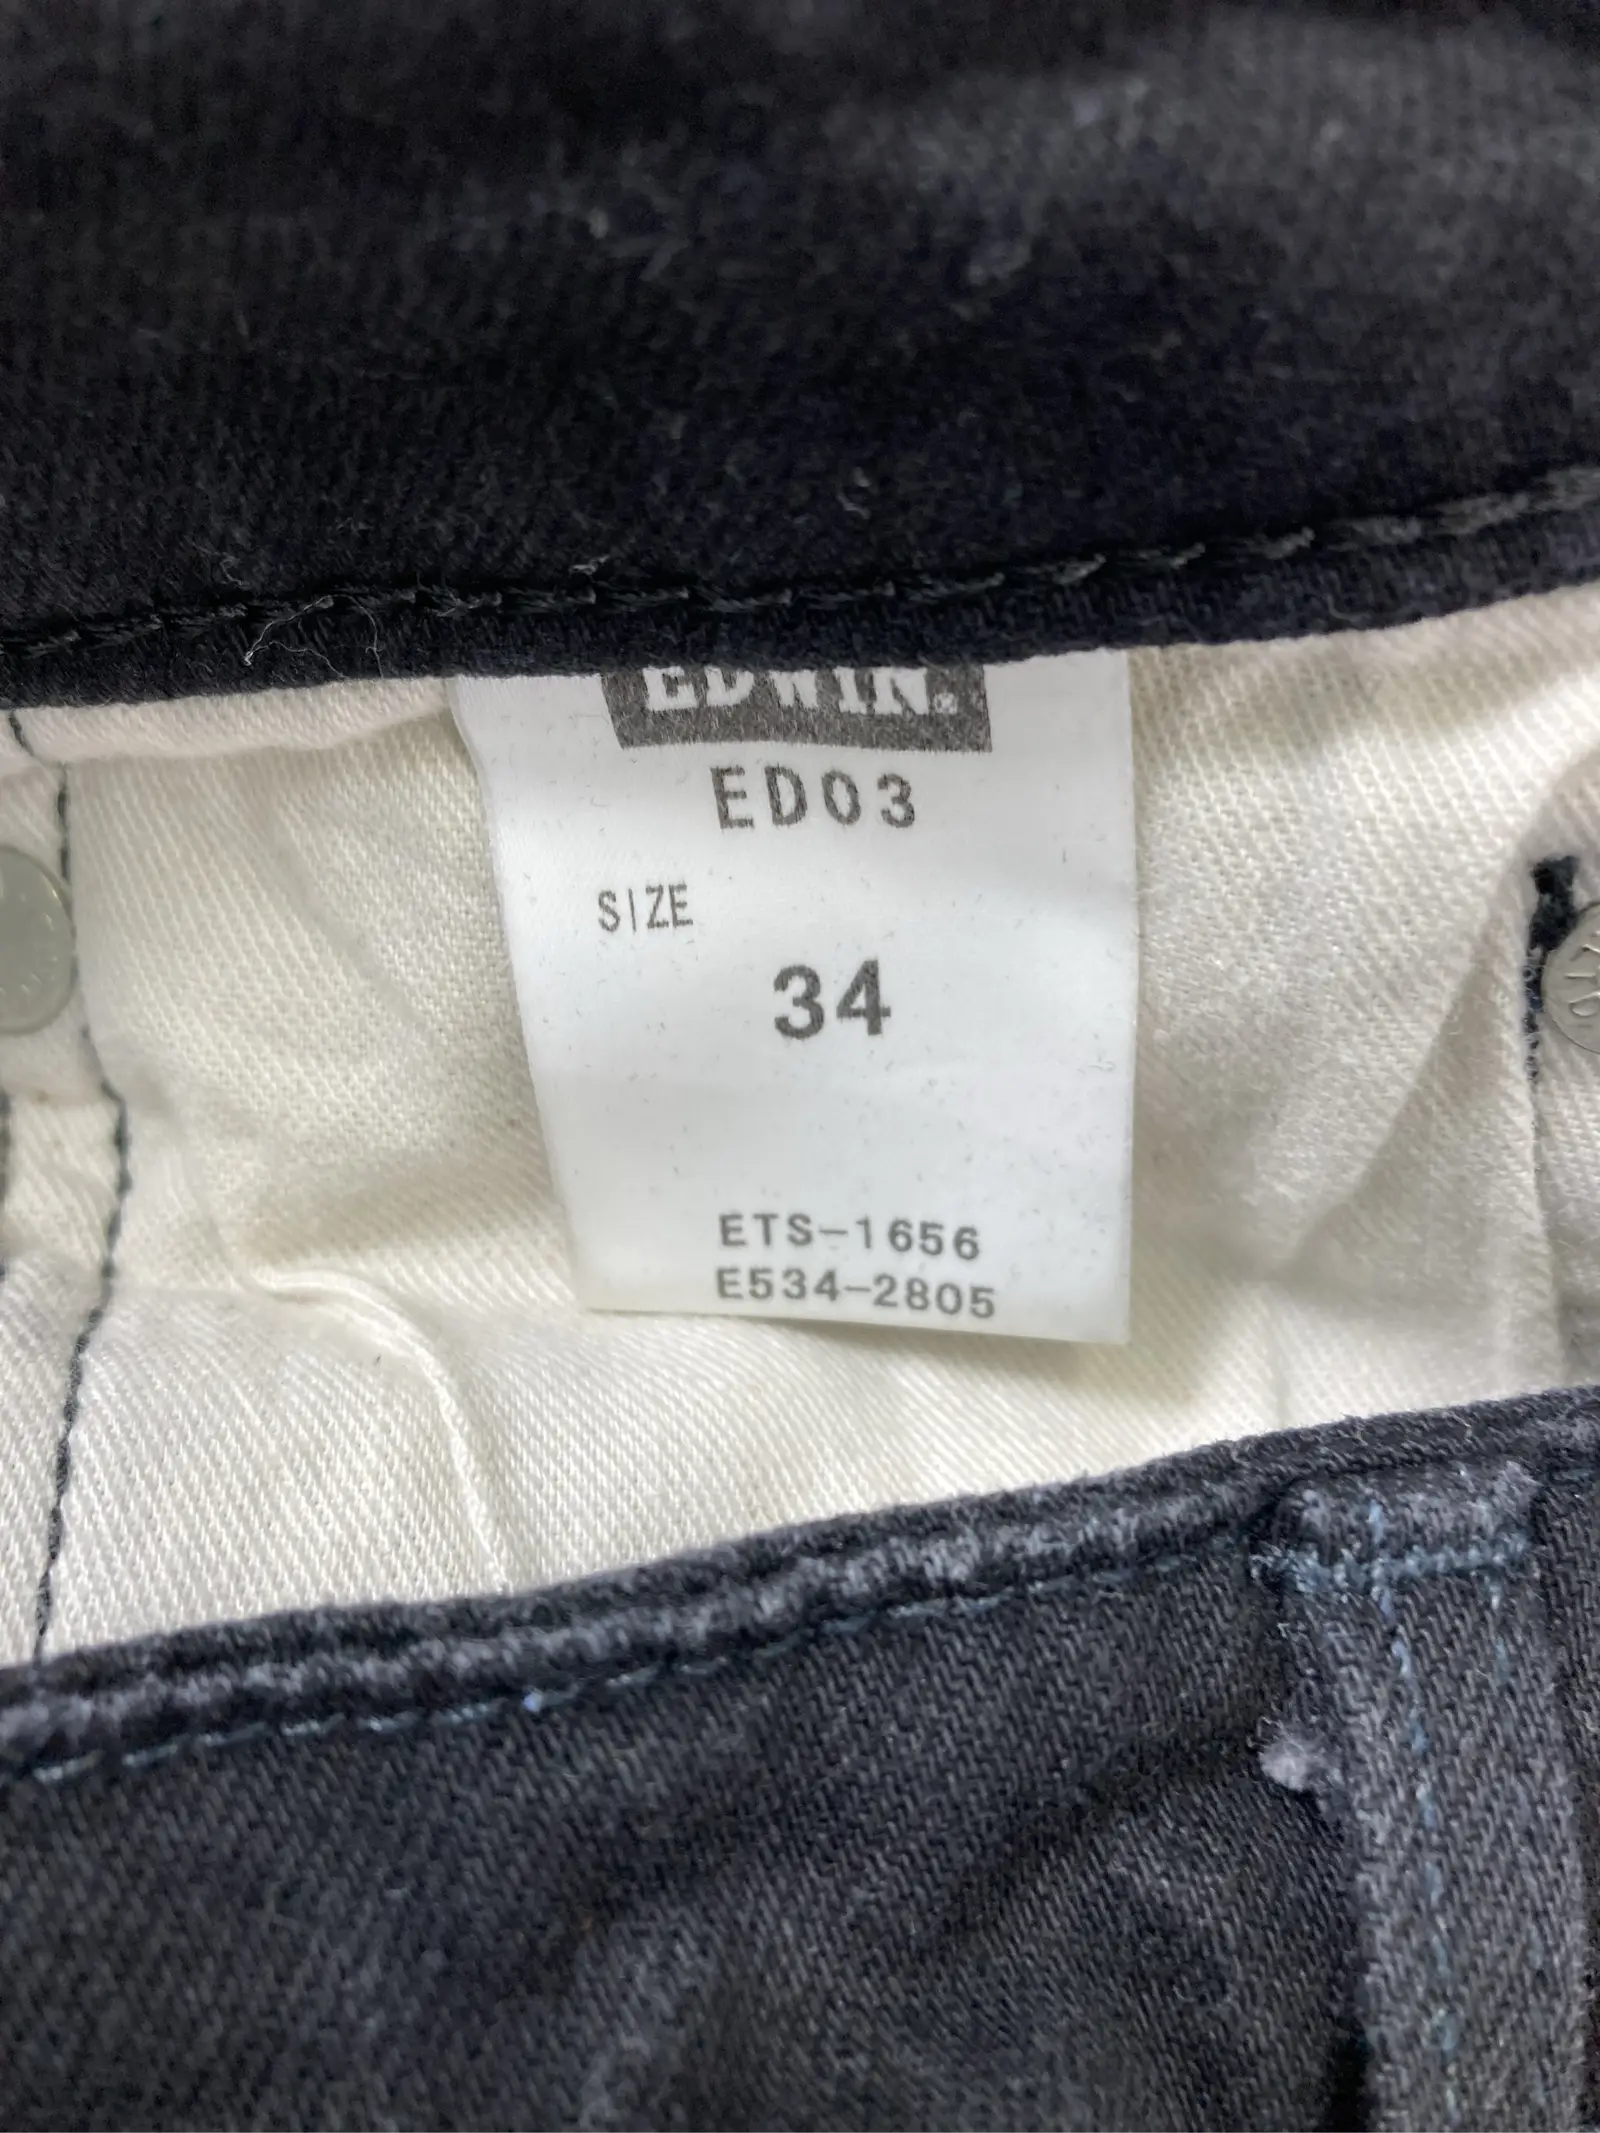 EDWIN®
ED03
SIZE
34
ETS-1656
E534-2805